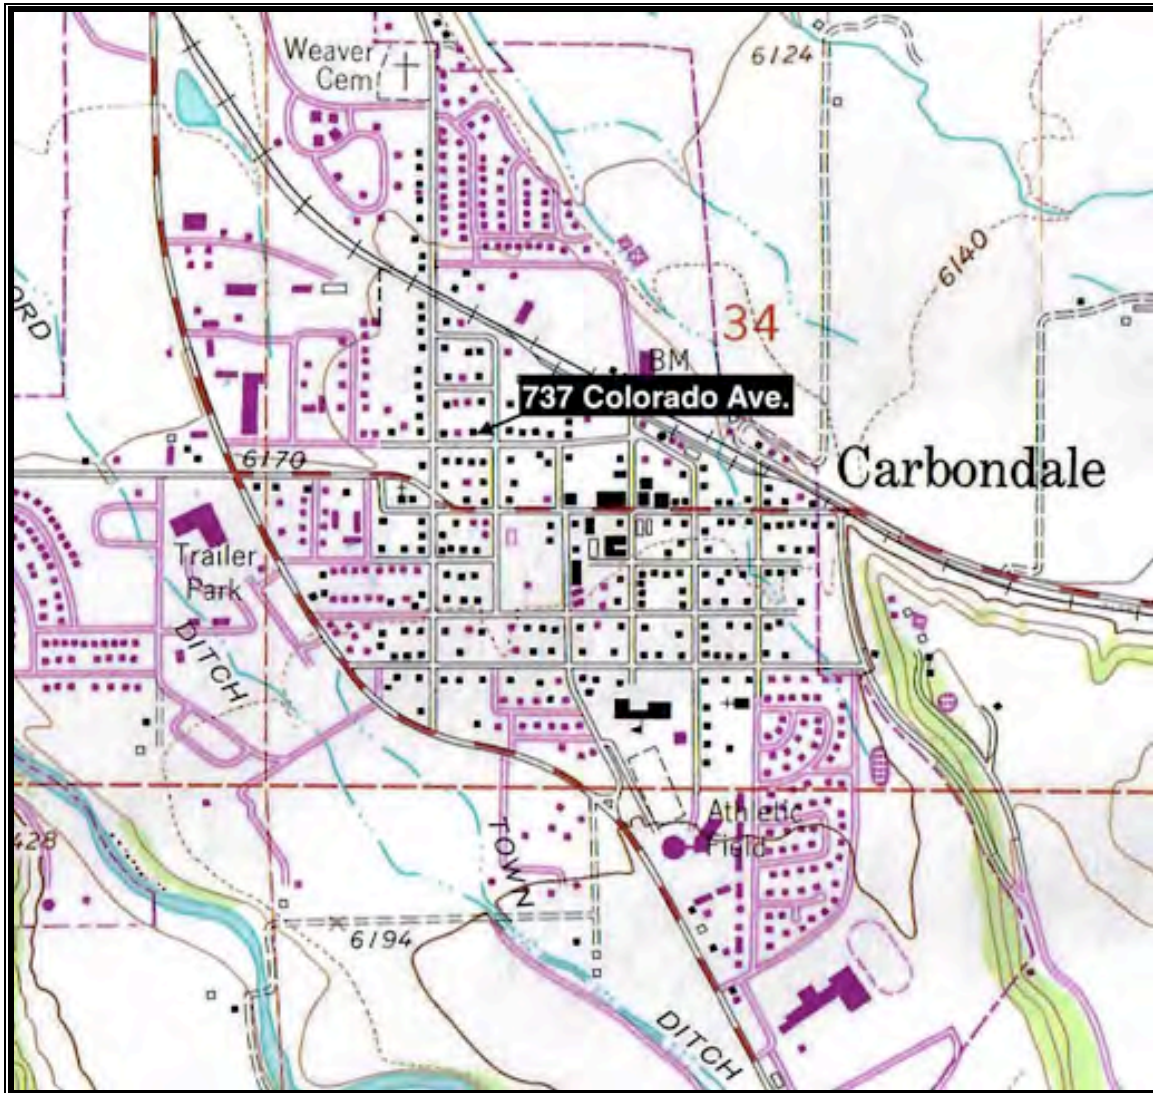 Weaver
Cem
6124
6140
ORD
34
BM
737 Colorado Ave.
6170
Carbondale
Trailer
Park
DITCH
Athletic
Field
TOWN
428
6194
DITCH